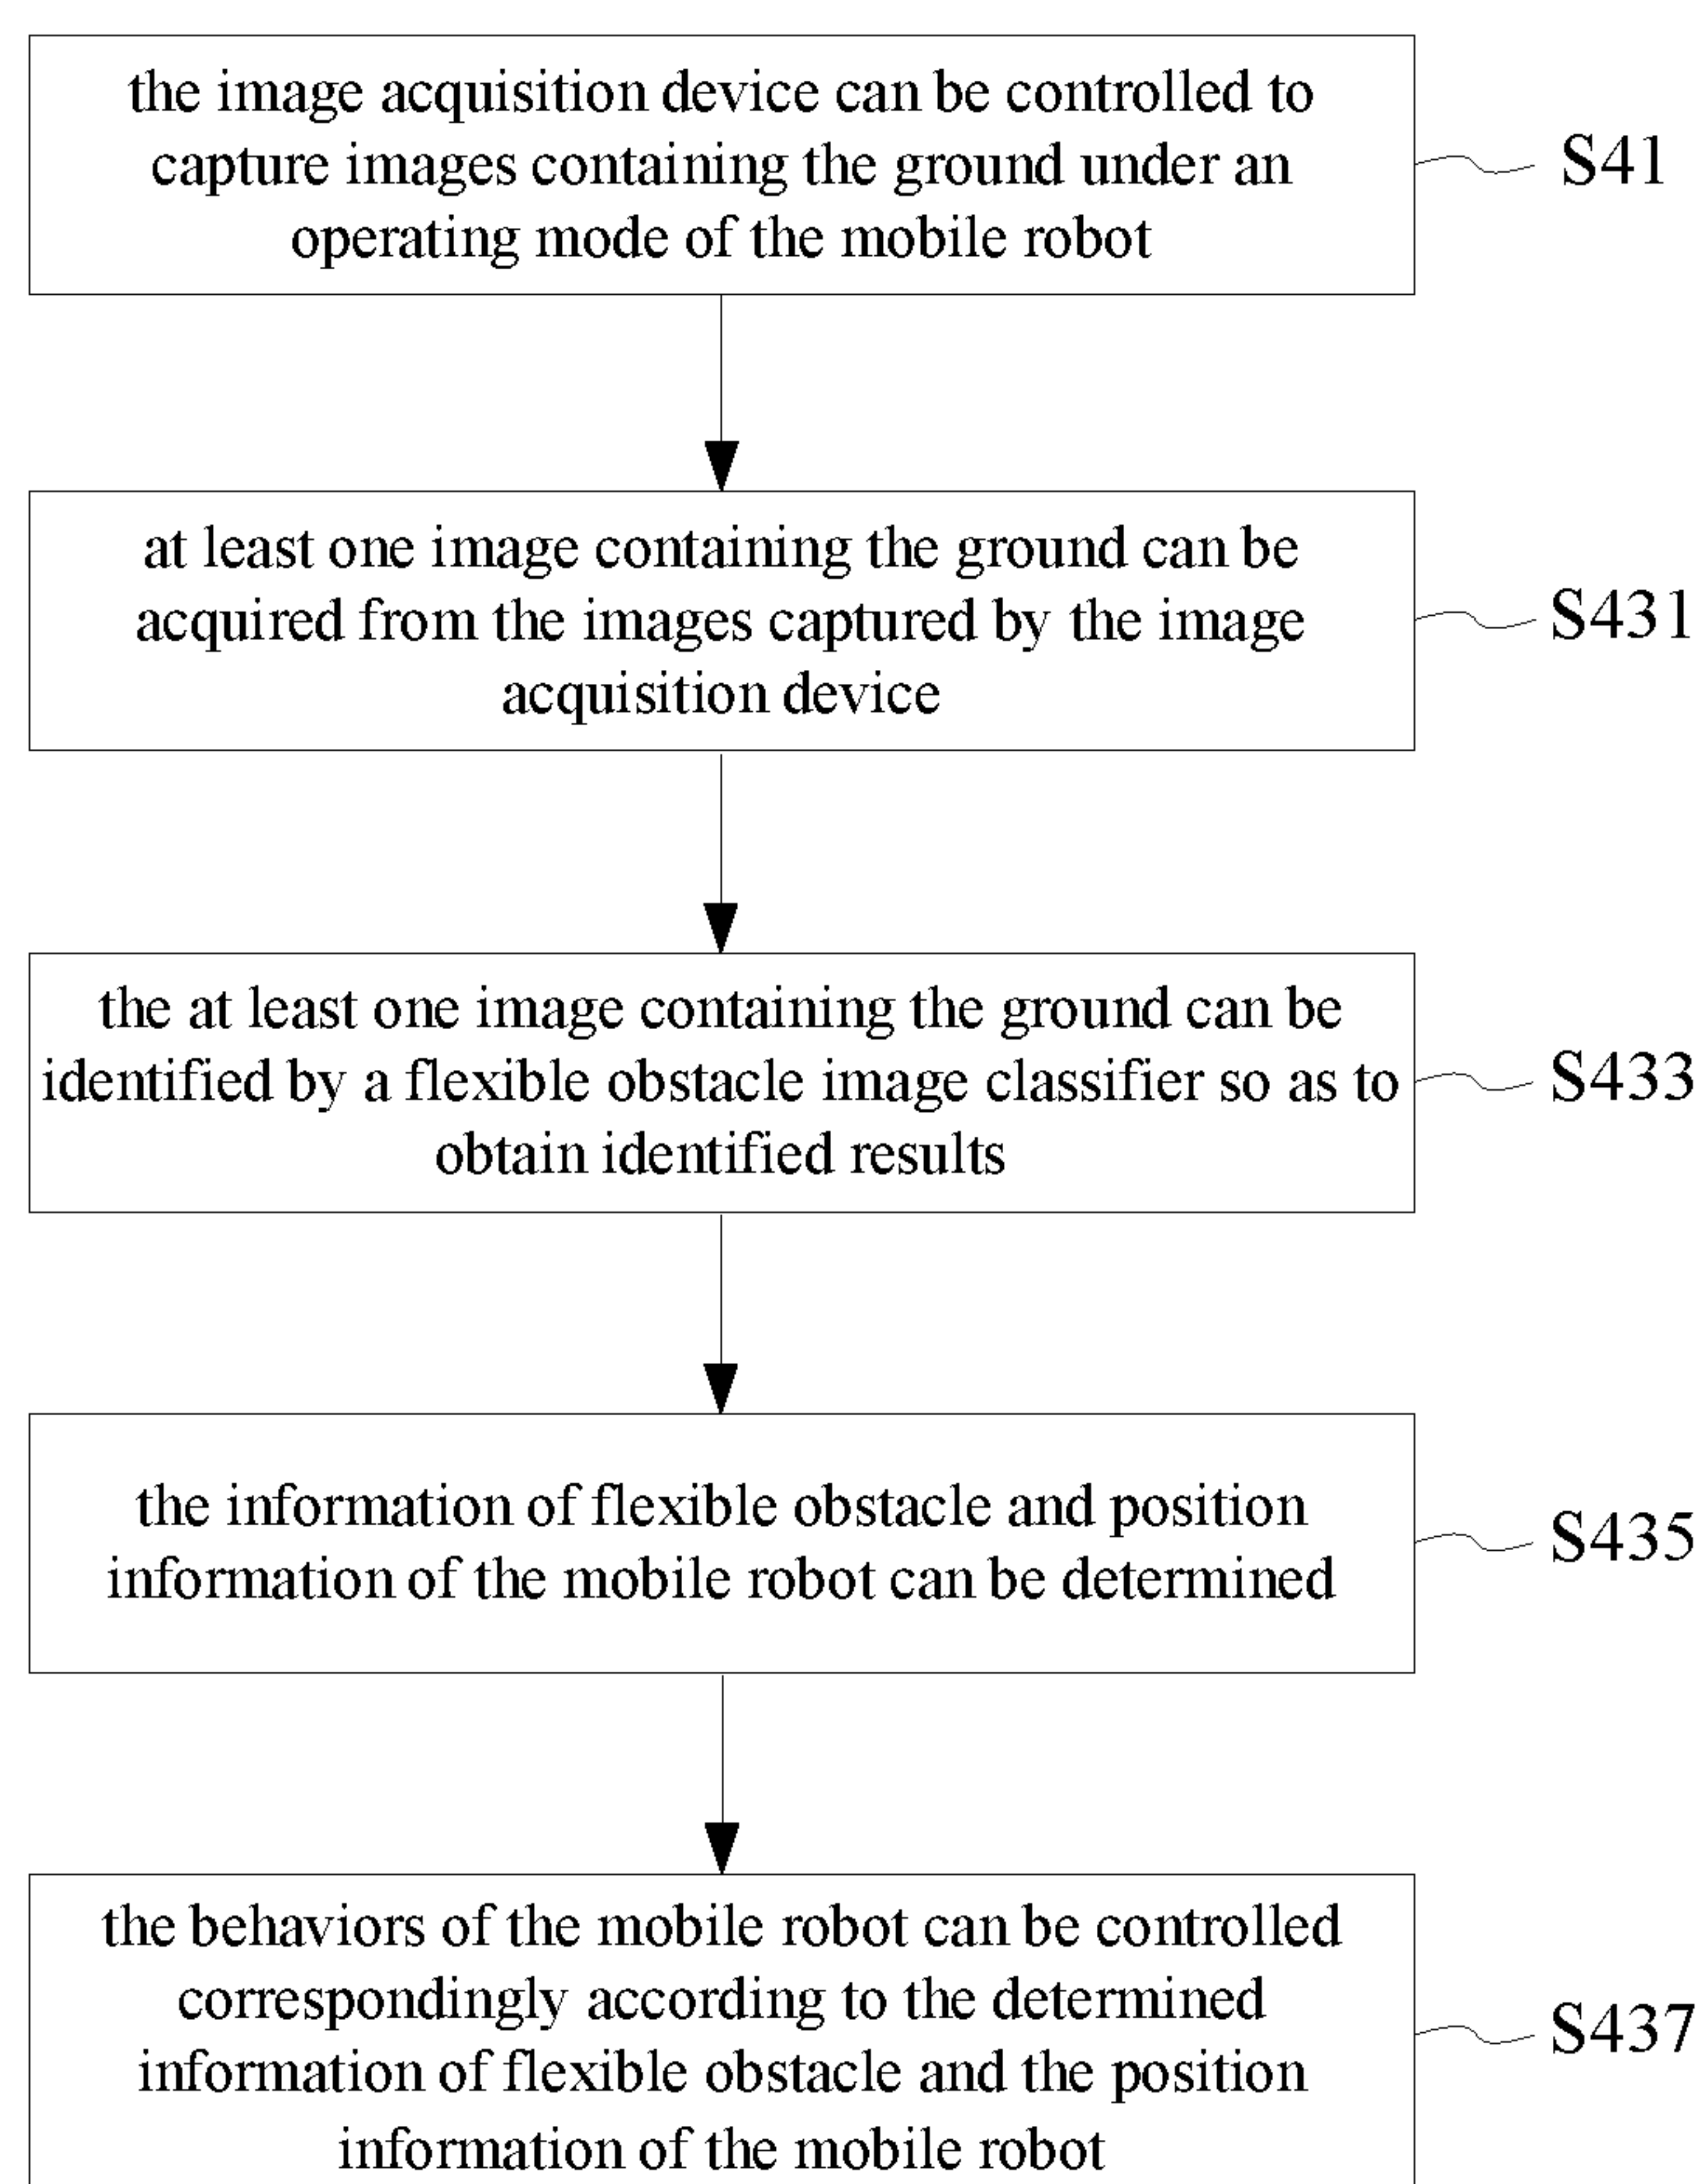 the image acquisition device can be controlled to
capture images containing the ground under an
operating mode of the mobile robot
S41
at least one image containing the ground can be
acquired from the images captured by the image
acquisition device
S431
the at least one image containing the ground can be
identified by a flexible obstacle image classifier so as to
obtain identified results
S433
the information of flexible obstacle and position
information of the mobile robot can be determined
S435
the behaviors of the mobile robot can be controlled
correspondingly according to the determined
information of flexible obstacle and the position
information of the mobile robot
S437